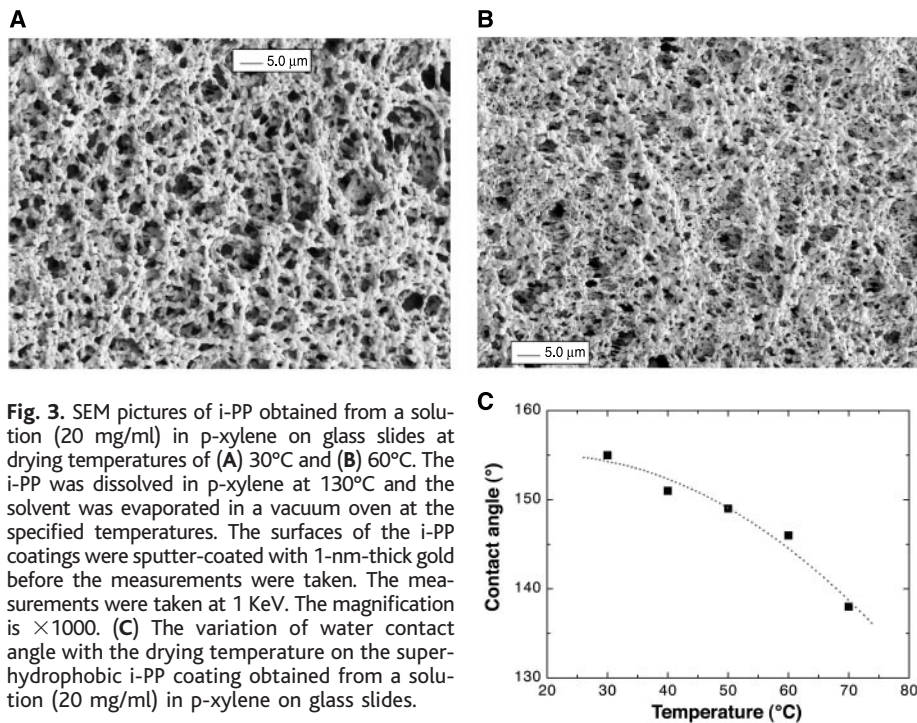 A
5.0 µm
B
5.0 µm
Fig. 3. SEM pictures of i-PP obtained from a solu-
tion (20 mg/ml) in p-xylene on glass slides at
drying temperatures of (A) 30°C and (B) 60°C. The
i-PP was dissolved in p-xylene at 130°C and the
solvent was evaporated in a vacuum oven at the
specified temperatures. The surfaces of the i-PP
coatings were sputter-coated with 1-nm-thick gold
before the measurements were taken. The mea-
surements were taken at 1 KeV. The magnification
is ×1000. (C) The variation of water contact
angle with the drying temperature on the super-
hydrophobic i-PP coating obtained from a solu-
tion (20 mg/ml) in p-xylene on glass slides.
C
160
150
140
130
Contact angle (°)
20 30 40 50 60 70 80
Temperature (°C)